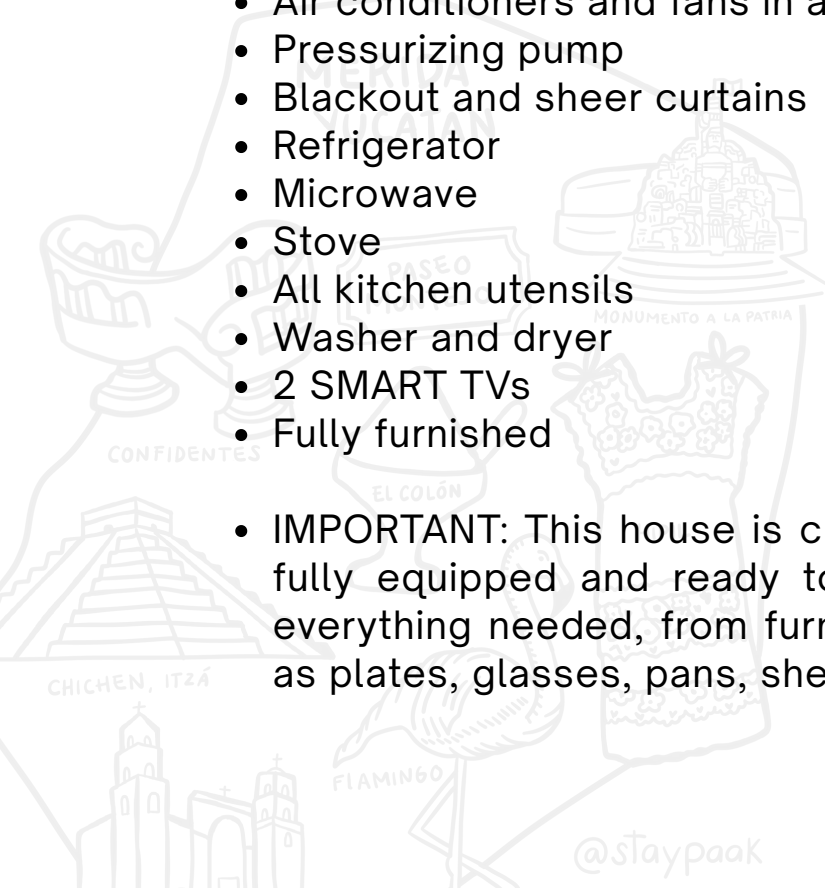 Air conditioners and fans in a
Pressurizing pump
MERIDA
Blackout and sheer curtains
YUCATAN
Refrigerator
Microwave
Stove
PASEO
All kitchen utensils
MONUMENTO A LA PATRIA
Washer and dryer
2 SMART TVs
Fully furnished
CONFIDENTES
EL COLÓN
IMPORTANT: This house is c
fully equipped and ready to
everything needed, from furn
CHICHEN, ITZÁ
as plates, glasses, pans, she
FLAMINGO
@staypaak